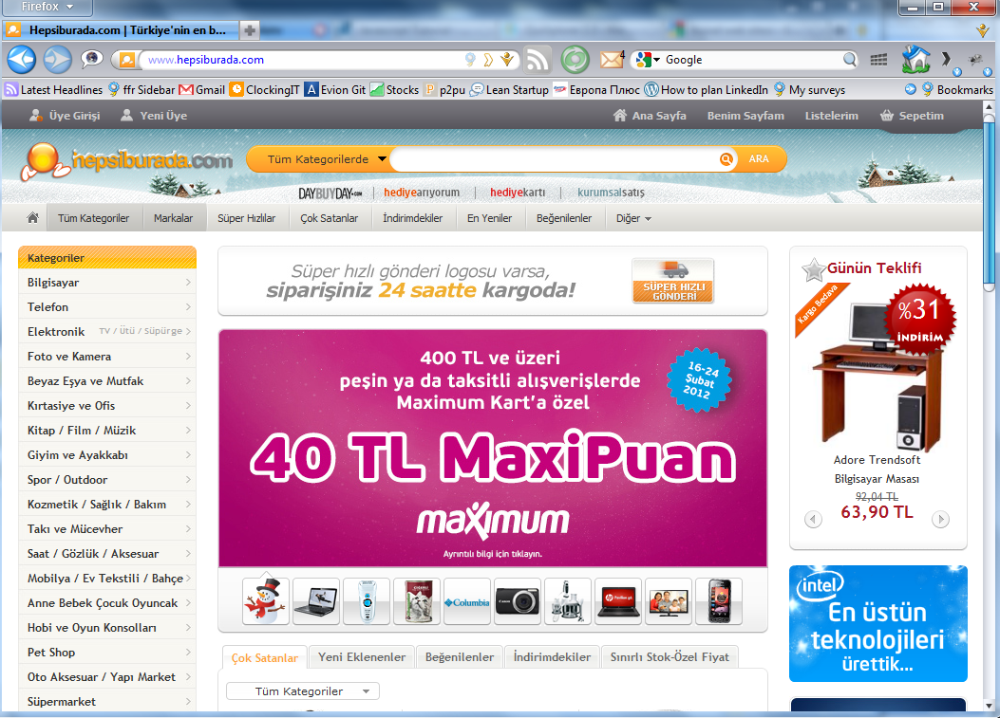 Firefox
Hepsiburada.com | Türkiye'nin en b...
www.hepsiburada.com
4
Google
Latest Headlines
ffr Sidebar
Gmail
ClockingIT
Evion Git
Stocks
p2pu
Lean Startup
Европа Плюс
How to plan LinkedIn
My surveys
Bookmarks
Üye Girişi
Yeni Üye
Ana Sayfa
Benim Sayfam
Listelerim
Sepetim
hepsiburada.com
Tüm Kategorilerde
ARA
DAYBUYDAY.com
hediyearıyorum
hediyekartı
kurumsalsatış
Tüm Kategoriler
Markalar
Süper Hızlılar
Çok Satanlar
İndirimdekiler
En Yeniler
Beğenilenler
Diğer
Kategoriler
Bilgisayar
Telefon
Elektronik TV / Ütü / Süpürge
Foto ve Kamera
Beyaz Eşya ve Mutfak
Kırtasiye ve Ofis
Kitap / Film / Müzik
Giyim ve Ayakkabı
Spor / Outdoor
Kozmetik / Sağlık / Bakım
Takı ve Mücevher
Saat / Gözlük / Aksesuar
Mobilya / Ev Tekstili / Bahçe
Anne Bebek Çocuk Oyuncak
Hobi ve Oyun Konsolları
Pet Shop
Oto Aksesuar / Yapı Market
Süpermarket
Süper hızlı gönderi logosu varsa,
siparişiniz 24 saatte kargoda!
SÜPER HIZLI
GÖNDERİ
400 TL ve üzeri
peşin ya da taksitli alışverişlerde
Maximum Kart'a özel
16-24
Şubat
2012
40 TL MaxiPuan
maximum
Ayrıntılı bilgi için tıklayın.
Columbia
Canon
Pavilion g6
Çok Satanlar
Yeni Eklenenler
Beğenilenler
İndirimdekiler
Sınırlı Stok-Özel Fiyat
Tüm Kategoriler
Günün Teklifi
Kargo Bedava
%31
İNDİRİM
Adore Trendsoft
Bilgisayar Masası
92,04 TL
63,90 TL
intel
En üstün
teknolojileri
ürettik...